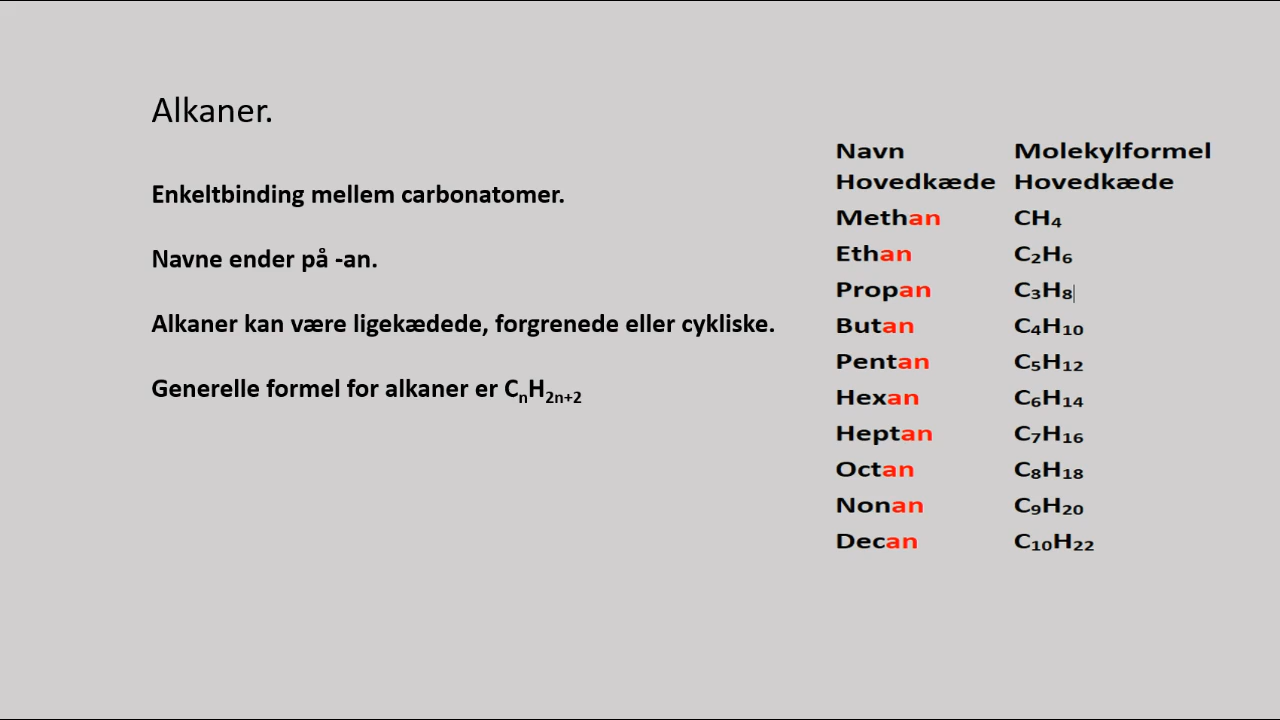 Alkaner.
Enkeltbinding mellem carbonatomer.
Navne ender på -an.
Alkaner kan være ligekædede, forgrenede eller cykliske.
Generelle formel for alkaner er CₙH₂ₙ₊₂
Navn Molekylformel
Hovedkæde Hovedkæde
Methan CH₄
Ethan C₂H₆
Propan C₃H₈
Butan C₄H₁₀
Pentan C₅H₁₂
Hexan C₆H₁₄
Heptan C₇H₁₆
Octan C₈H₁₈
Nonan C₉H₂₀
Decan C₁₀H₂₂